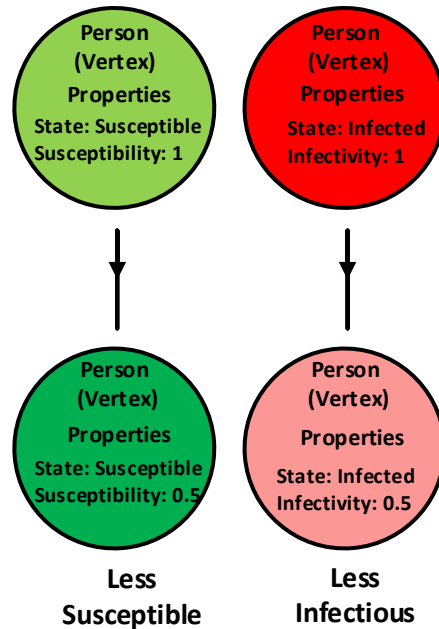 Person
(Vertex)
Properties
State: Susceptible
Susceptibility: 1
Person
(Vertex)
Properties
State: Infected
Infectivity: 1
Person
(Vertex)
Properties
State: Susceptible
Susceptibility: 0.5
Person
(Vertex)
Properties
State: Infected
Infectivity: 0.5
Less
Susceptible
Less
Infectious